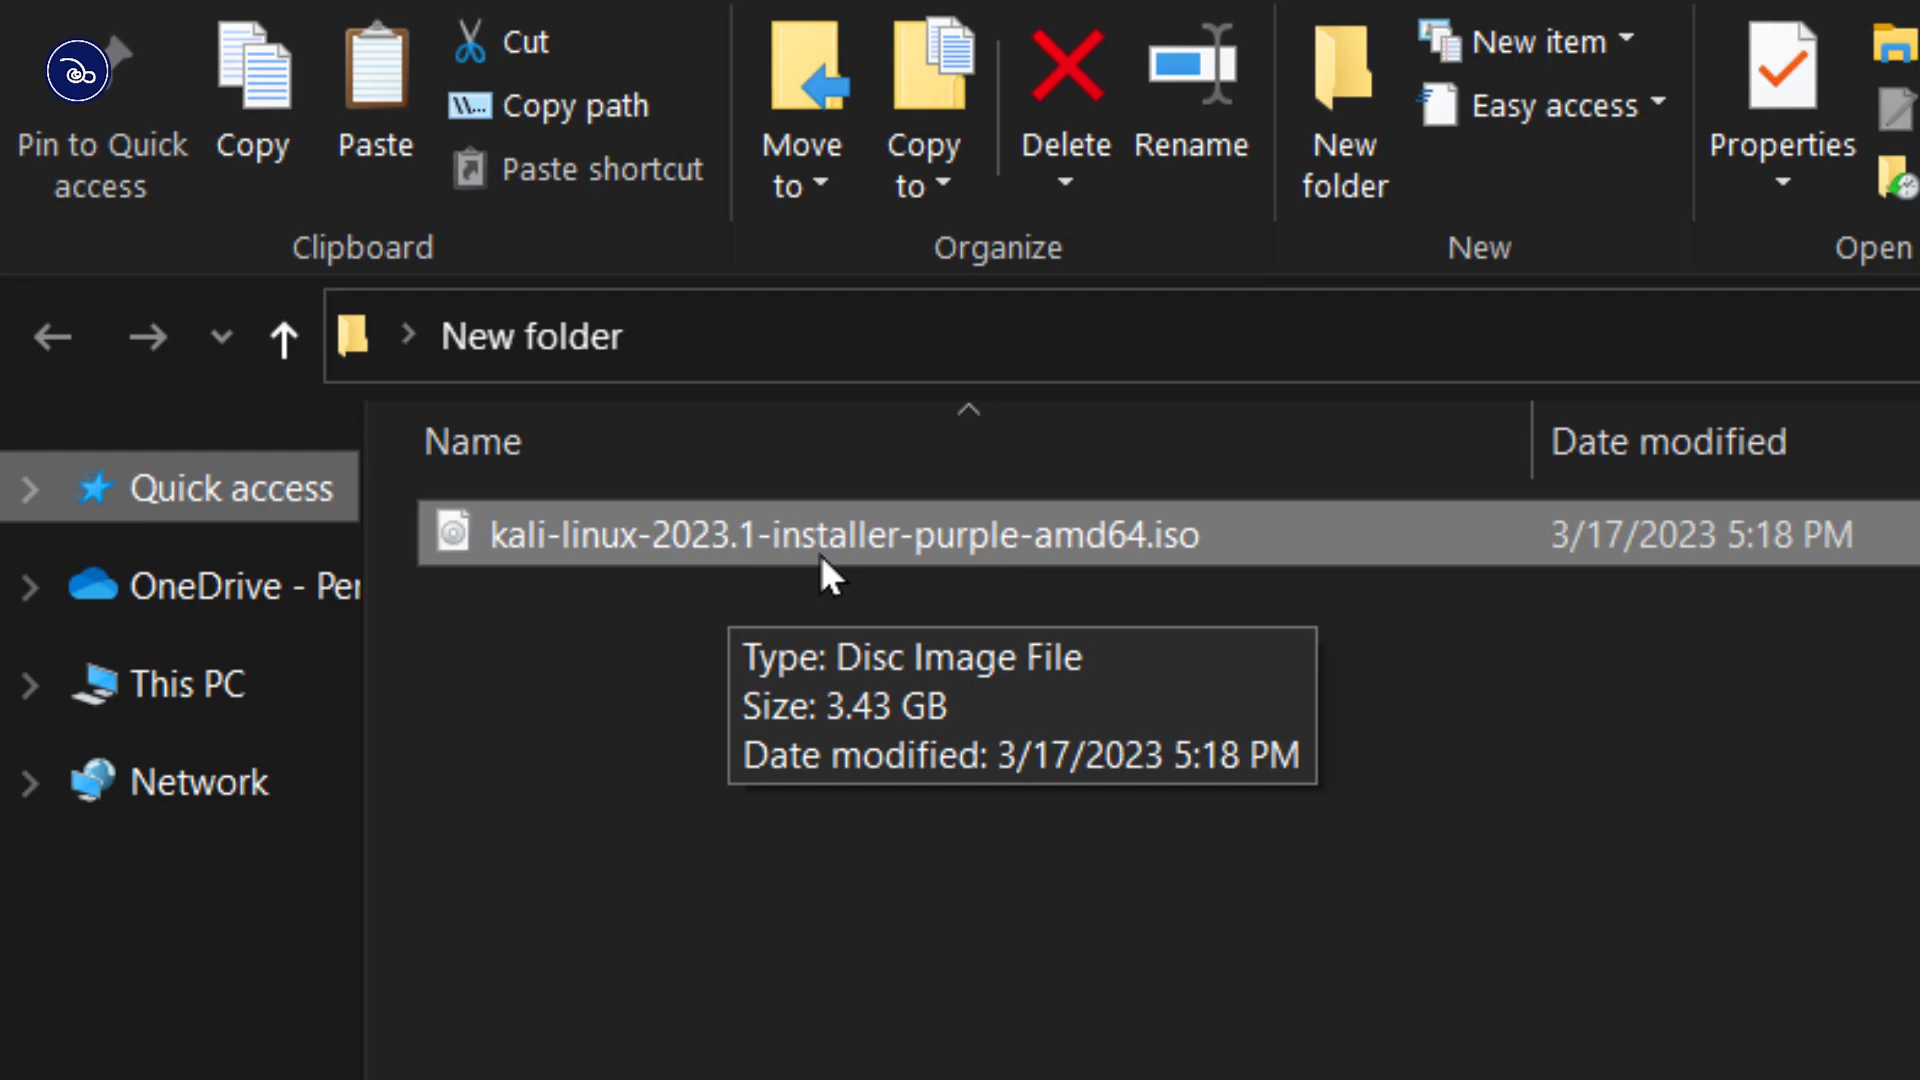 Pin to Quick
access
Copy
Paste
Cut
\\...
Copy path
Paste shortcut
Clipboard
Move
to
Copy
to
Delete
Rename
Organize
New
folder
New item
Easy access
New
Properties
Open
New folder
Name
Date modified
Quick access
OneDrive - Per
This PC
Network
kali-linux-2023.1-installer-purple-amd64.iso
3/17/2023 5:18 PM
Type: Disc Image File
Size: 3.43 GB
Date modified: 3/17/2023 5:18 PM